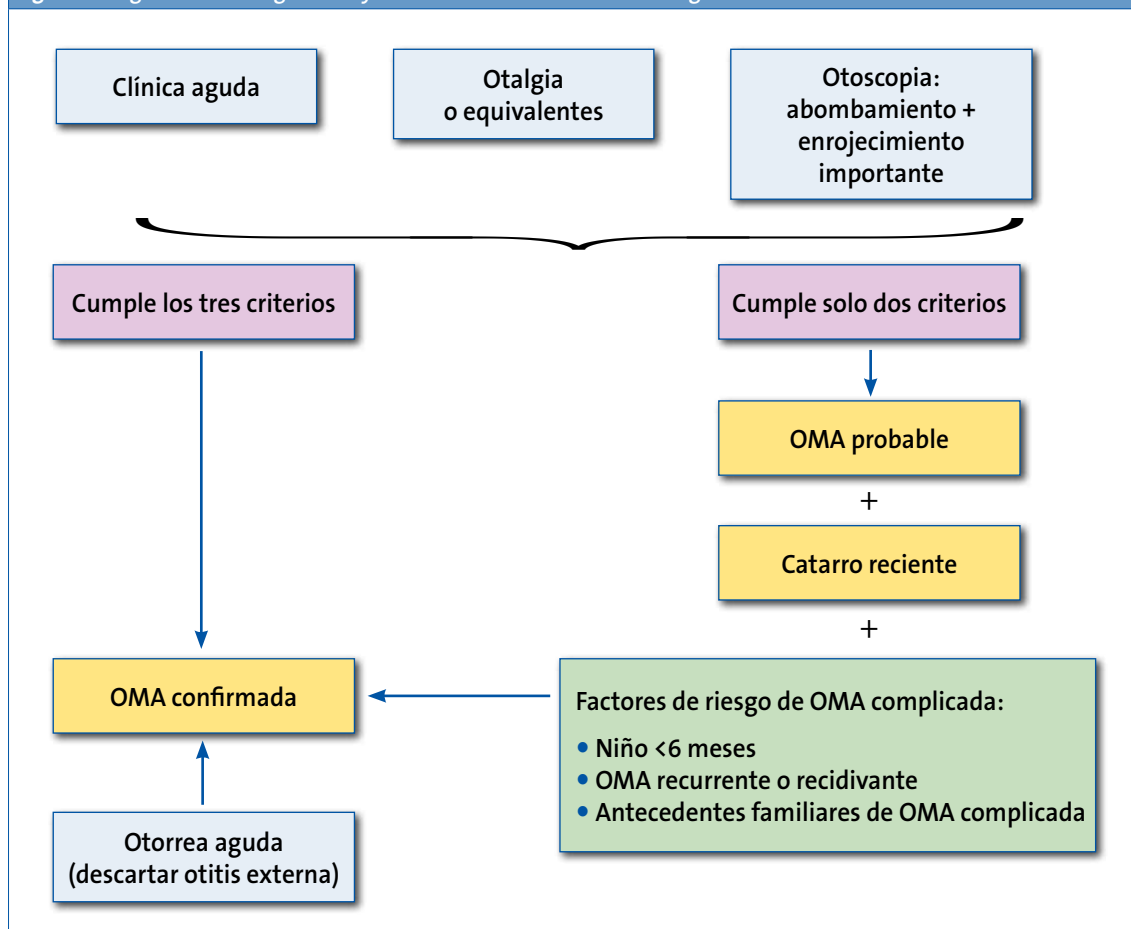 Clínica aguda
Otalgia
o equivalentes
Otoscopia:
abombamiento +
enrojecimiento
importante
Cumple los tres criterios
Cumple solo dos criterios
OMA probable
+
Catarro reciente
+
OMA confirmada
Factores de riesgo de OMA complicada:
• Niño <6 meses
• OMA recurrente o recidivante
• Antecedentes familiares de OMA complicada
Otorrea aguda
(descartar otitis externa)